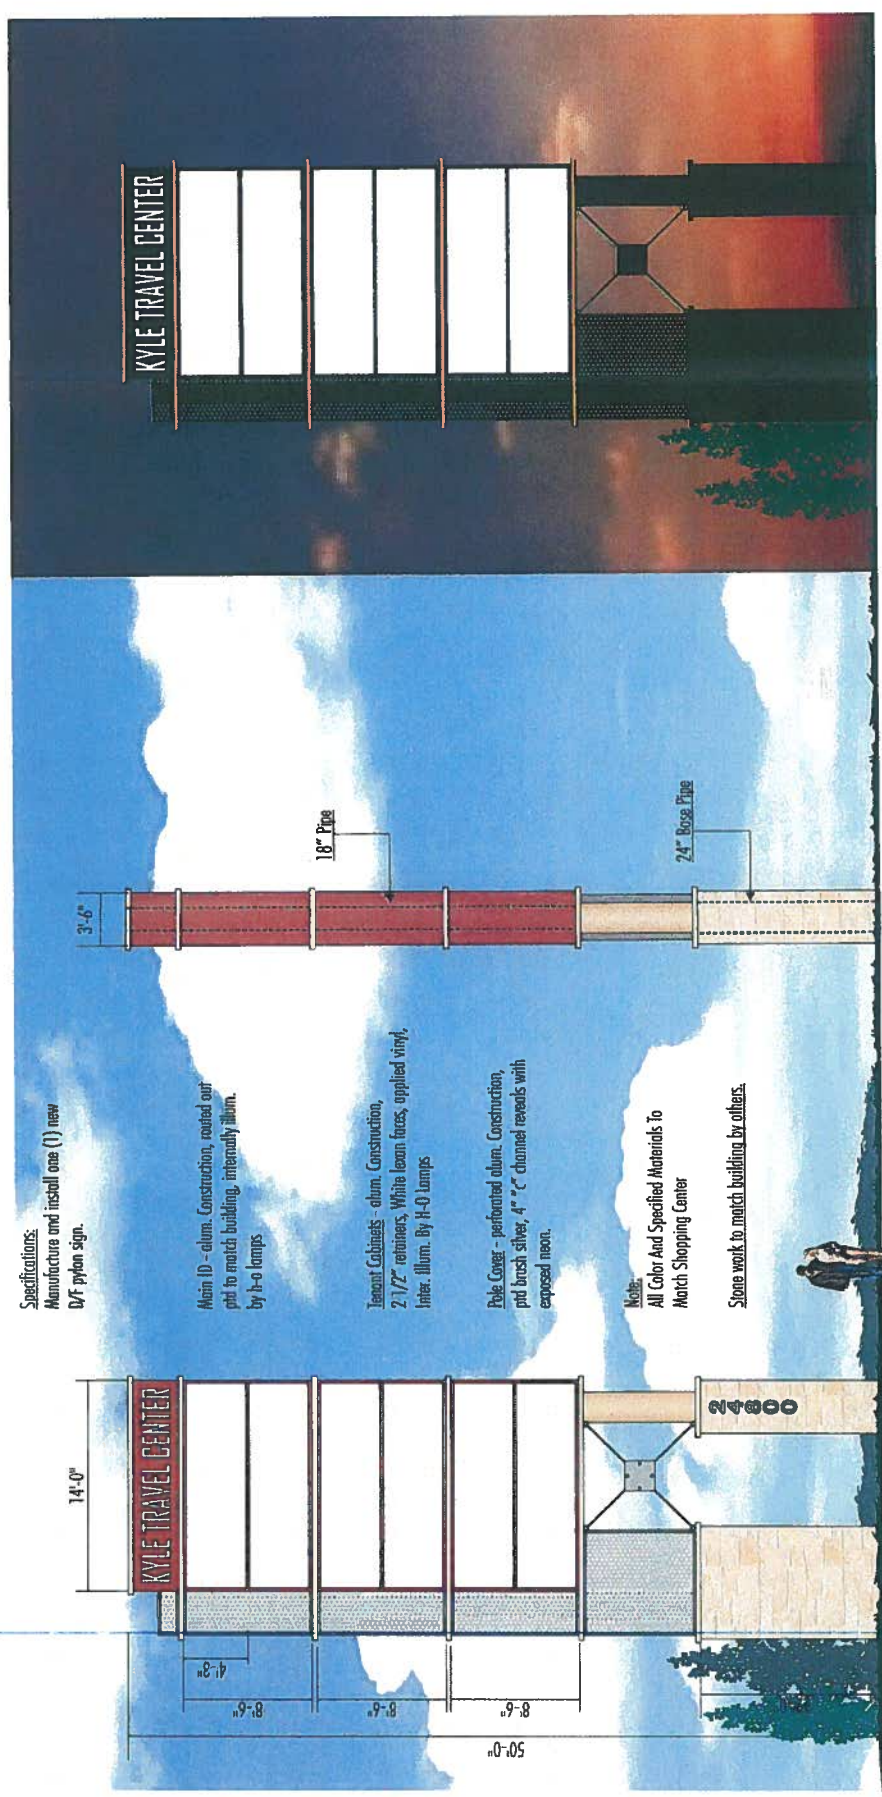 KYLE TRAVEL CENTER
14'-0"
KYLE TRAVEL CENTER
24800
4'-3"
8'-6"
8'-6"
8'-6"
50'-0"
Specifications:
Manufacture and install one (1) new
D/F pylon sign.
Main ID - alum. Construction, routed out
ptd to match building, internally illum.
by h-o lamps
Tenant Cabinets - alum. Construction,
2 1/2" retainers, White lexan faces, applied vinyl,
Inter. Illum. By H-O Lamps
Pole Cover - perforated alum. Construction,
ptd brush silver, 4" "c" channel reveals with
exposed neon.
Note:
All Color And Specified Materials To
Match Shopping Center
Stone work to match building by others.
3'-6"
18" Pipe
24" Base Pipe